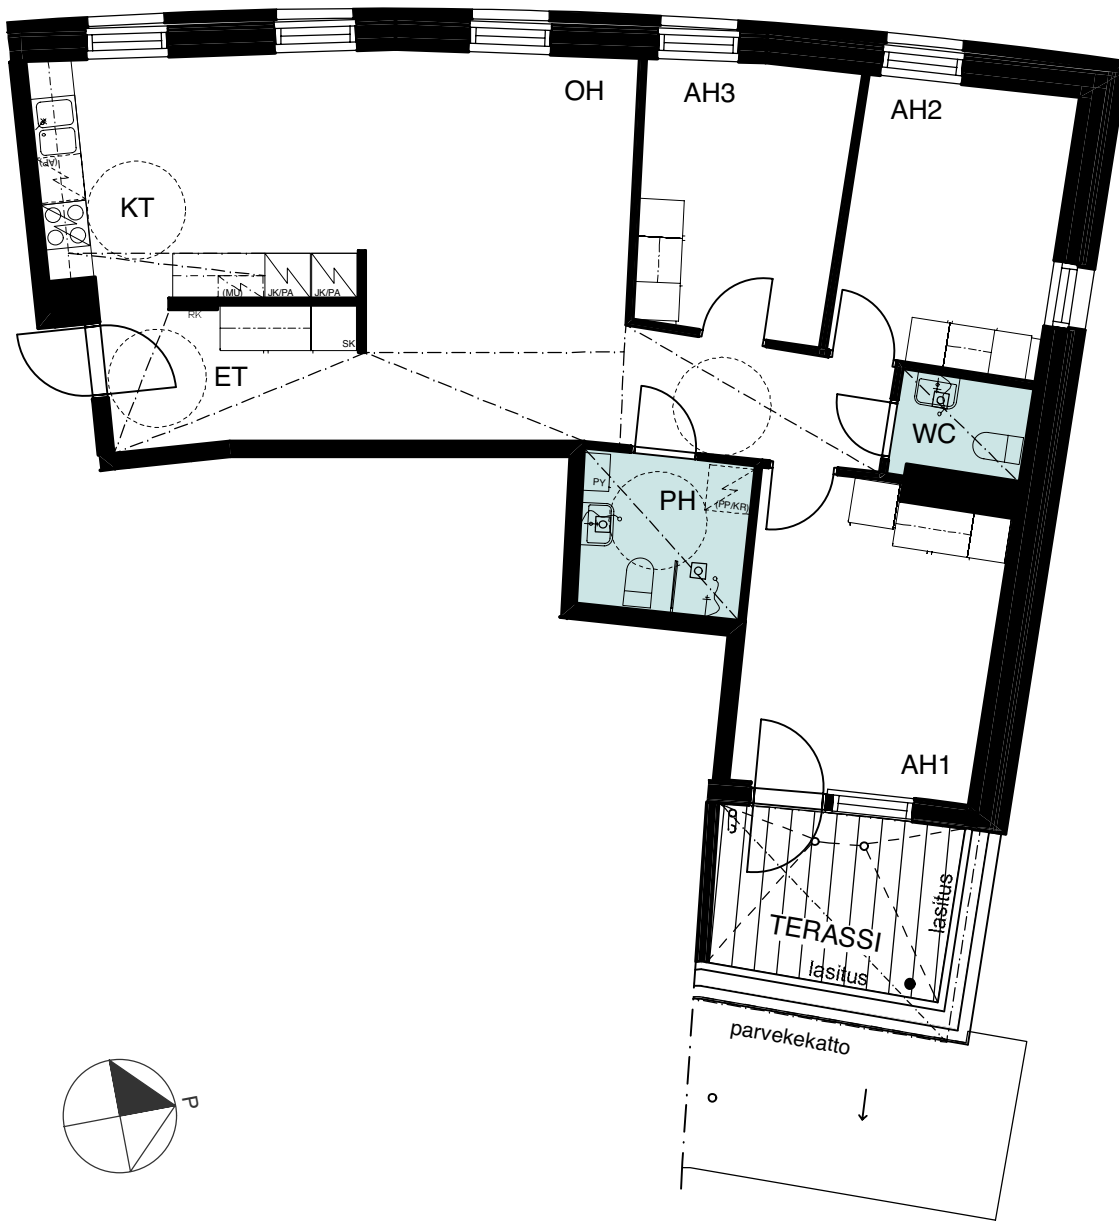 OH
AH3
AH2
(AP)
KT
(MU)
JK/PA
JK/PA
RK
SK
ET
WC
PY
PH
(PP/KR)
AH1
lasitus
TERASSI
lasitus
parvekekatto
P